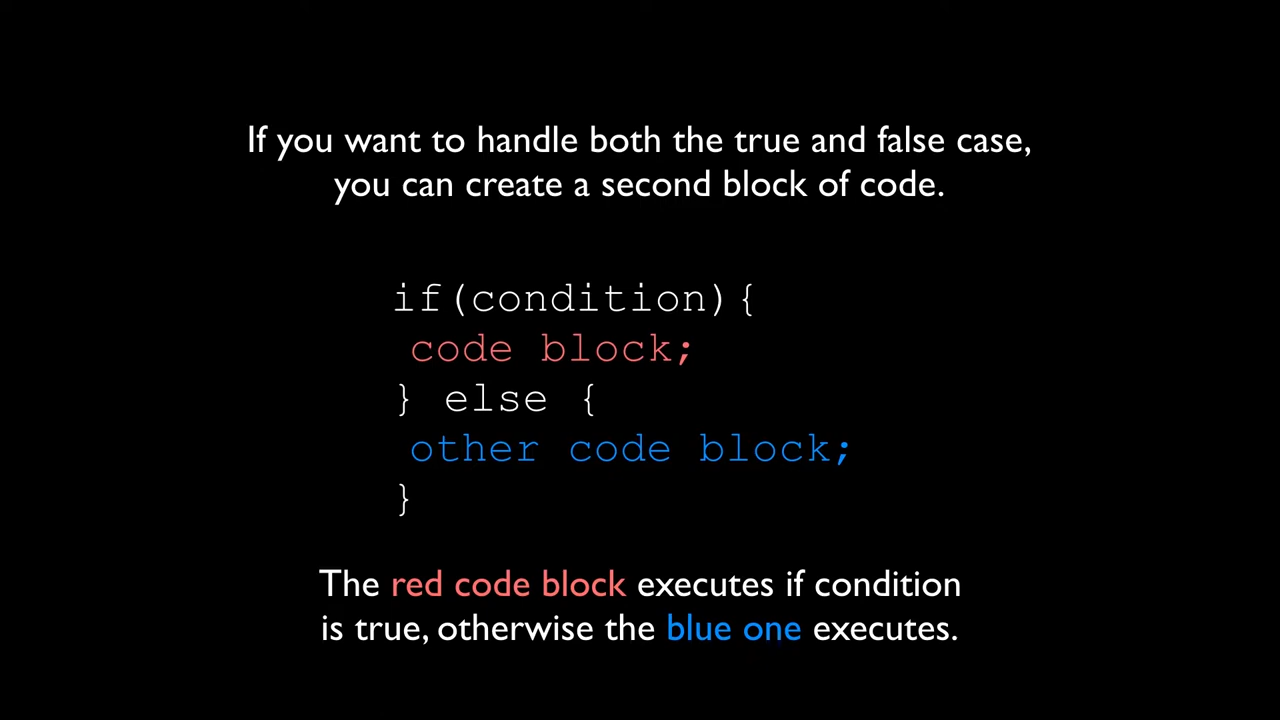 If you want to handle both the true and false case,
you can create a second block of code.
if(condition){
code block;
} else {
other code block;
}
The red code block executes if condition
is true, otherwise the blue one executes.